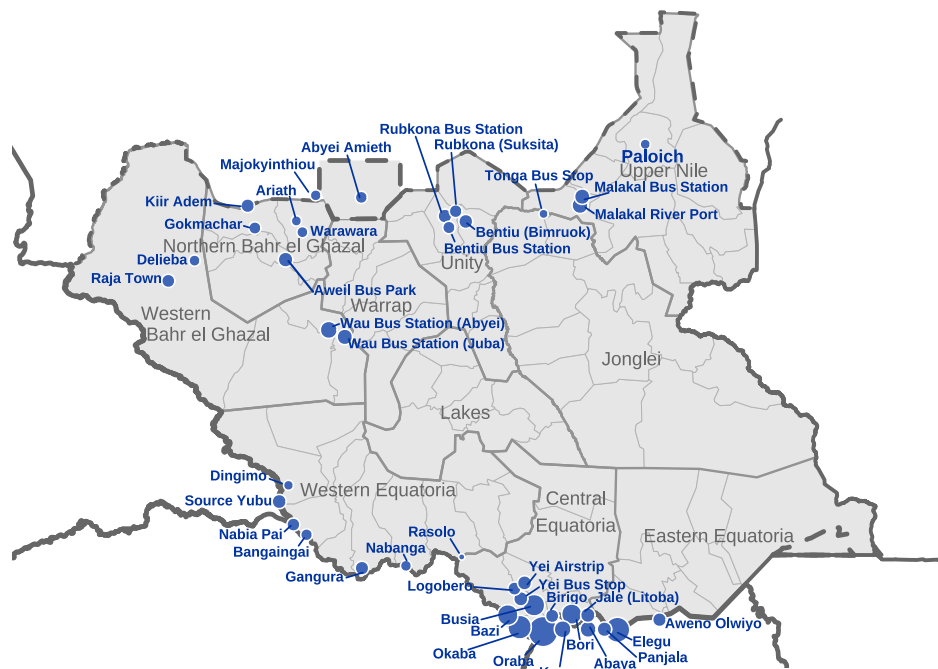 Rubkona Bus Station
Rubkona (Suksita)
Abyei Amieth
Paloich
Upper Nile
Majokyinthiou
Tonga Bus Stop
Malakal Bus Station
Ariath
Kiir Adem
Malakal River Port
Gokmachar
Warawara
Bentiu (Bimruok)
Northern Bahr el Ghazal
Bentiu Bus Station
Delieba
Unity
Raja Town
Aweil Bus Park
Warrap
Western
Bahr el Ghazal
Wau Bus Station (Abyei)
Wau Bus Station (Juba)
Jonglei
Lakes
Dingimo
Western Equatoria
Source Yubu
Central
Equatoria
Nabia Pai
Bangaingai
Rasolo
Eastern Equatoria
Nabanga
Gangura
Yei Airstrip
Logobero
Yei Bus Stop
Birigo
Jale (Litoba)
Busia
Aweno Olwiyo
Bazi
Elegu
Okaba
Bori
Panjala
Oraba
Abaya